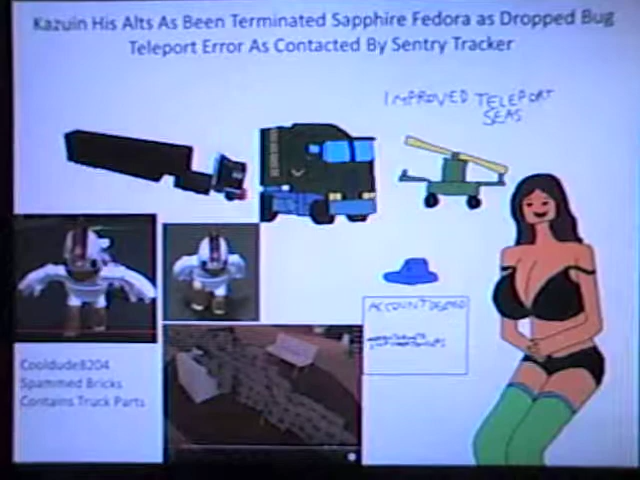 Kazuin His Alts As Been Terminated Sapphire Fedora as Dropped Bug
Teleport Error As Contacted By Sentry Tracker
IMPROVED TELEPORT
SEAS
Cooldude8204
Spammed Bricks
Contains Truck Parts